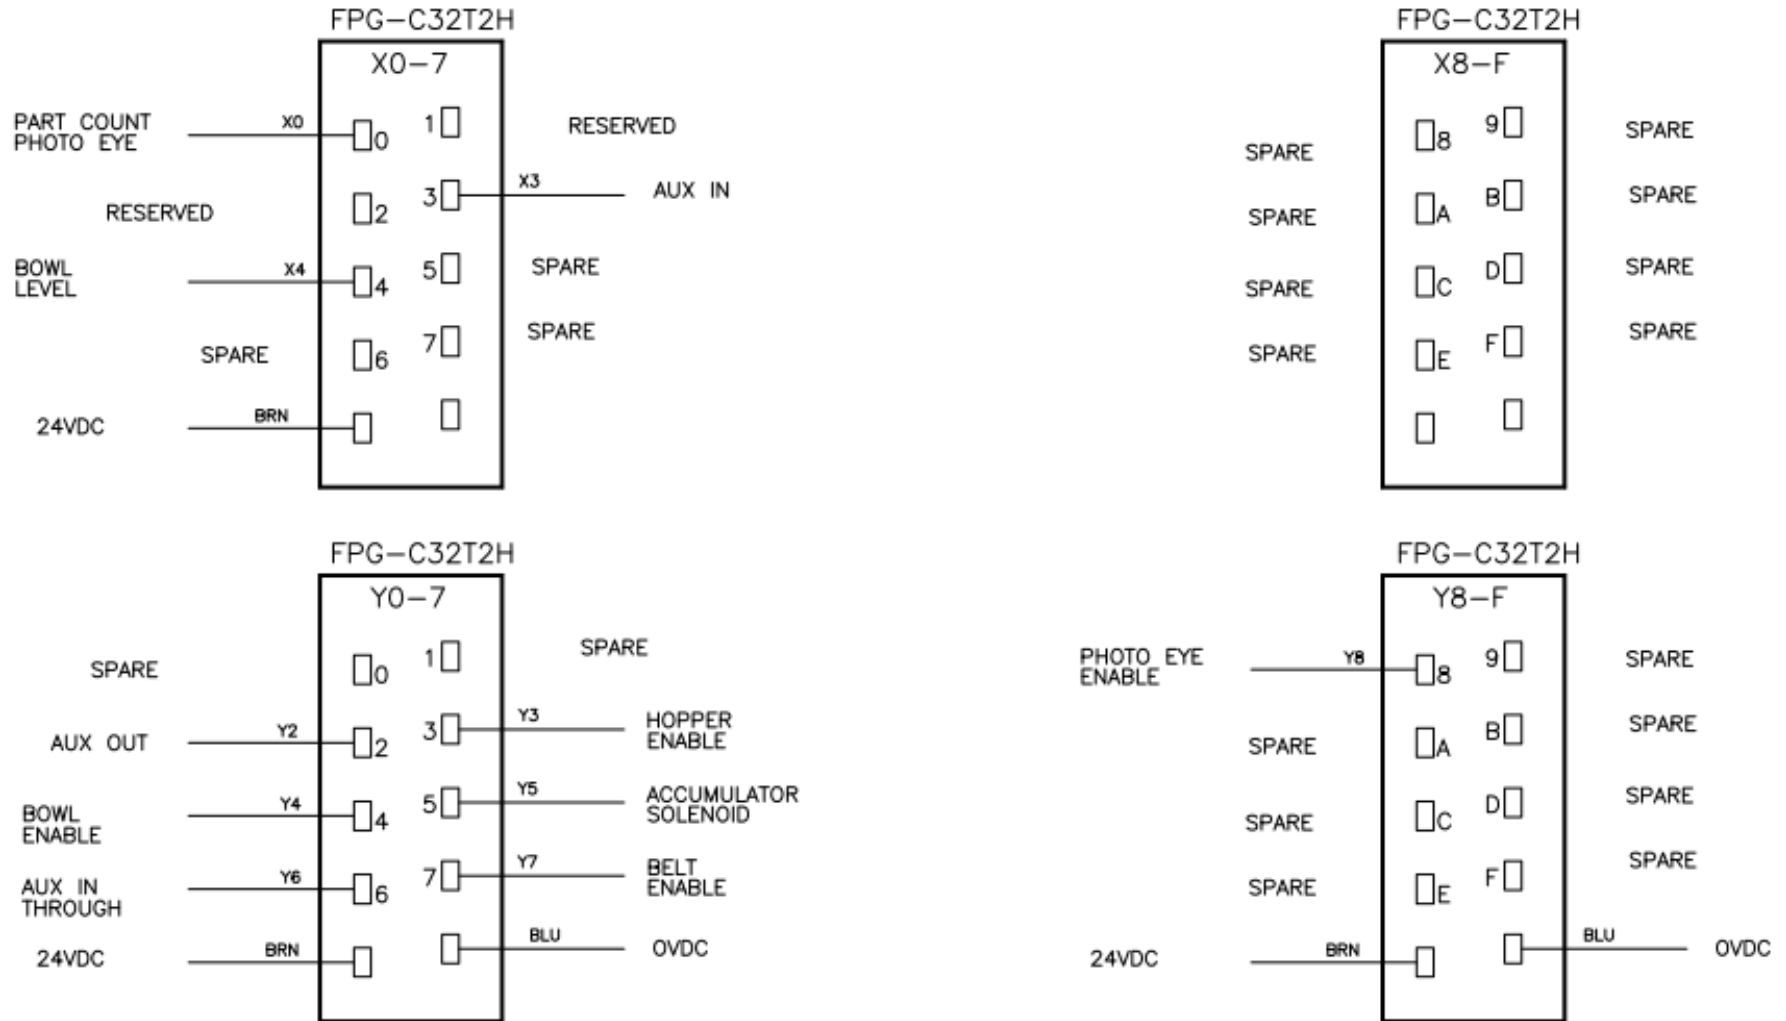 FPG-C32T2H
X0-7
PART COUNT
PHOTO EYE
X0
0
1
RESERVED
RESERVED
2
3
X3
AUX IN
BOWL
LEVEL
X4
4
5
SPARE
SPARE
6
7
SPARE
24VDC
BRN
FPG-C32T2H
X8-F
SPARE
8
9
SPARE
SPARE
A
B
SPARE
SPARE
C
D
SPARE
SPARE
E
F
SPARE
FPG-C32T2H
Y0-7
SPARE
0
1
SPARE
AUX OUT
Y2
2
3
Y3
HOPPER
ENABLE
BOWL
ENABLE
Y4
4
5
Y5
ACCUMULATOR
SOLENOID
AUX IN
THROUGH
Y6
6
7
Y7
BELT
ENABLE
24VDC
BRN
BLU
0VDC
FPG-C32T2H
Y8-F
PHOTO EYE
ENABLE
Y8
8
9
SPARE
SPARE
A
B
SPARE
SPARE
C
D
SPARE
SPARE
E
F
SPARE
24VDC
BRN
BLU
0VDC